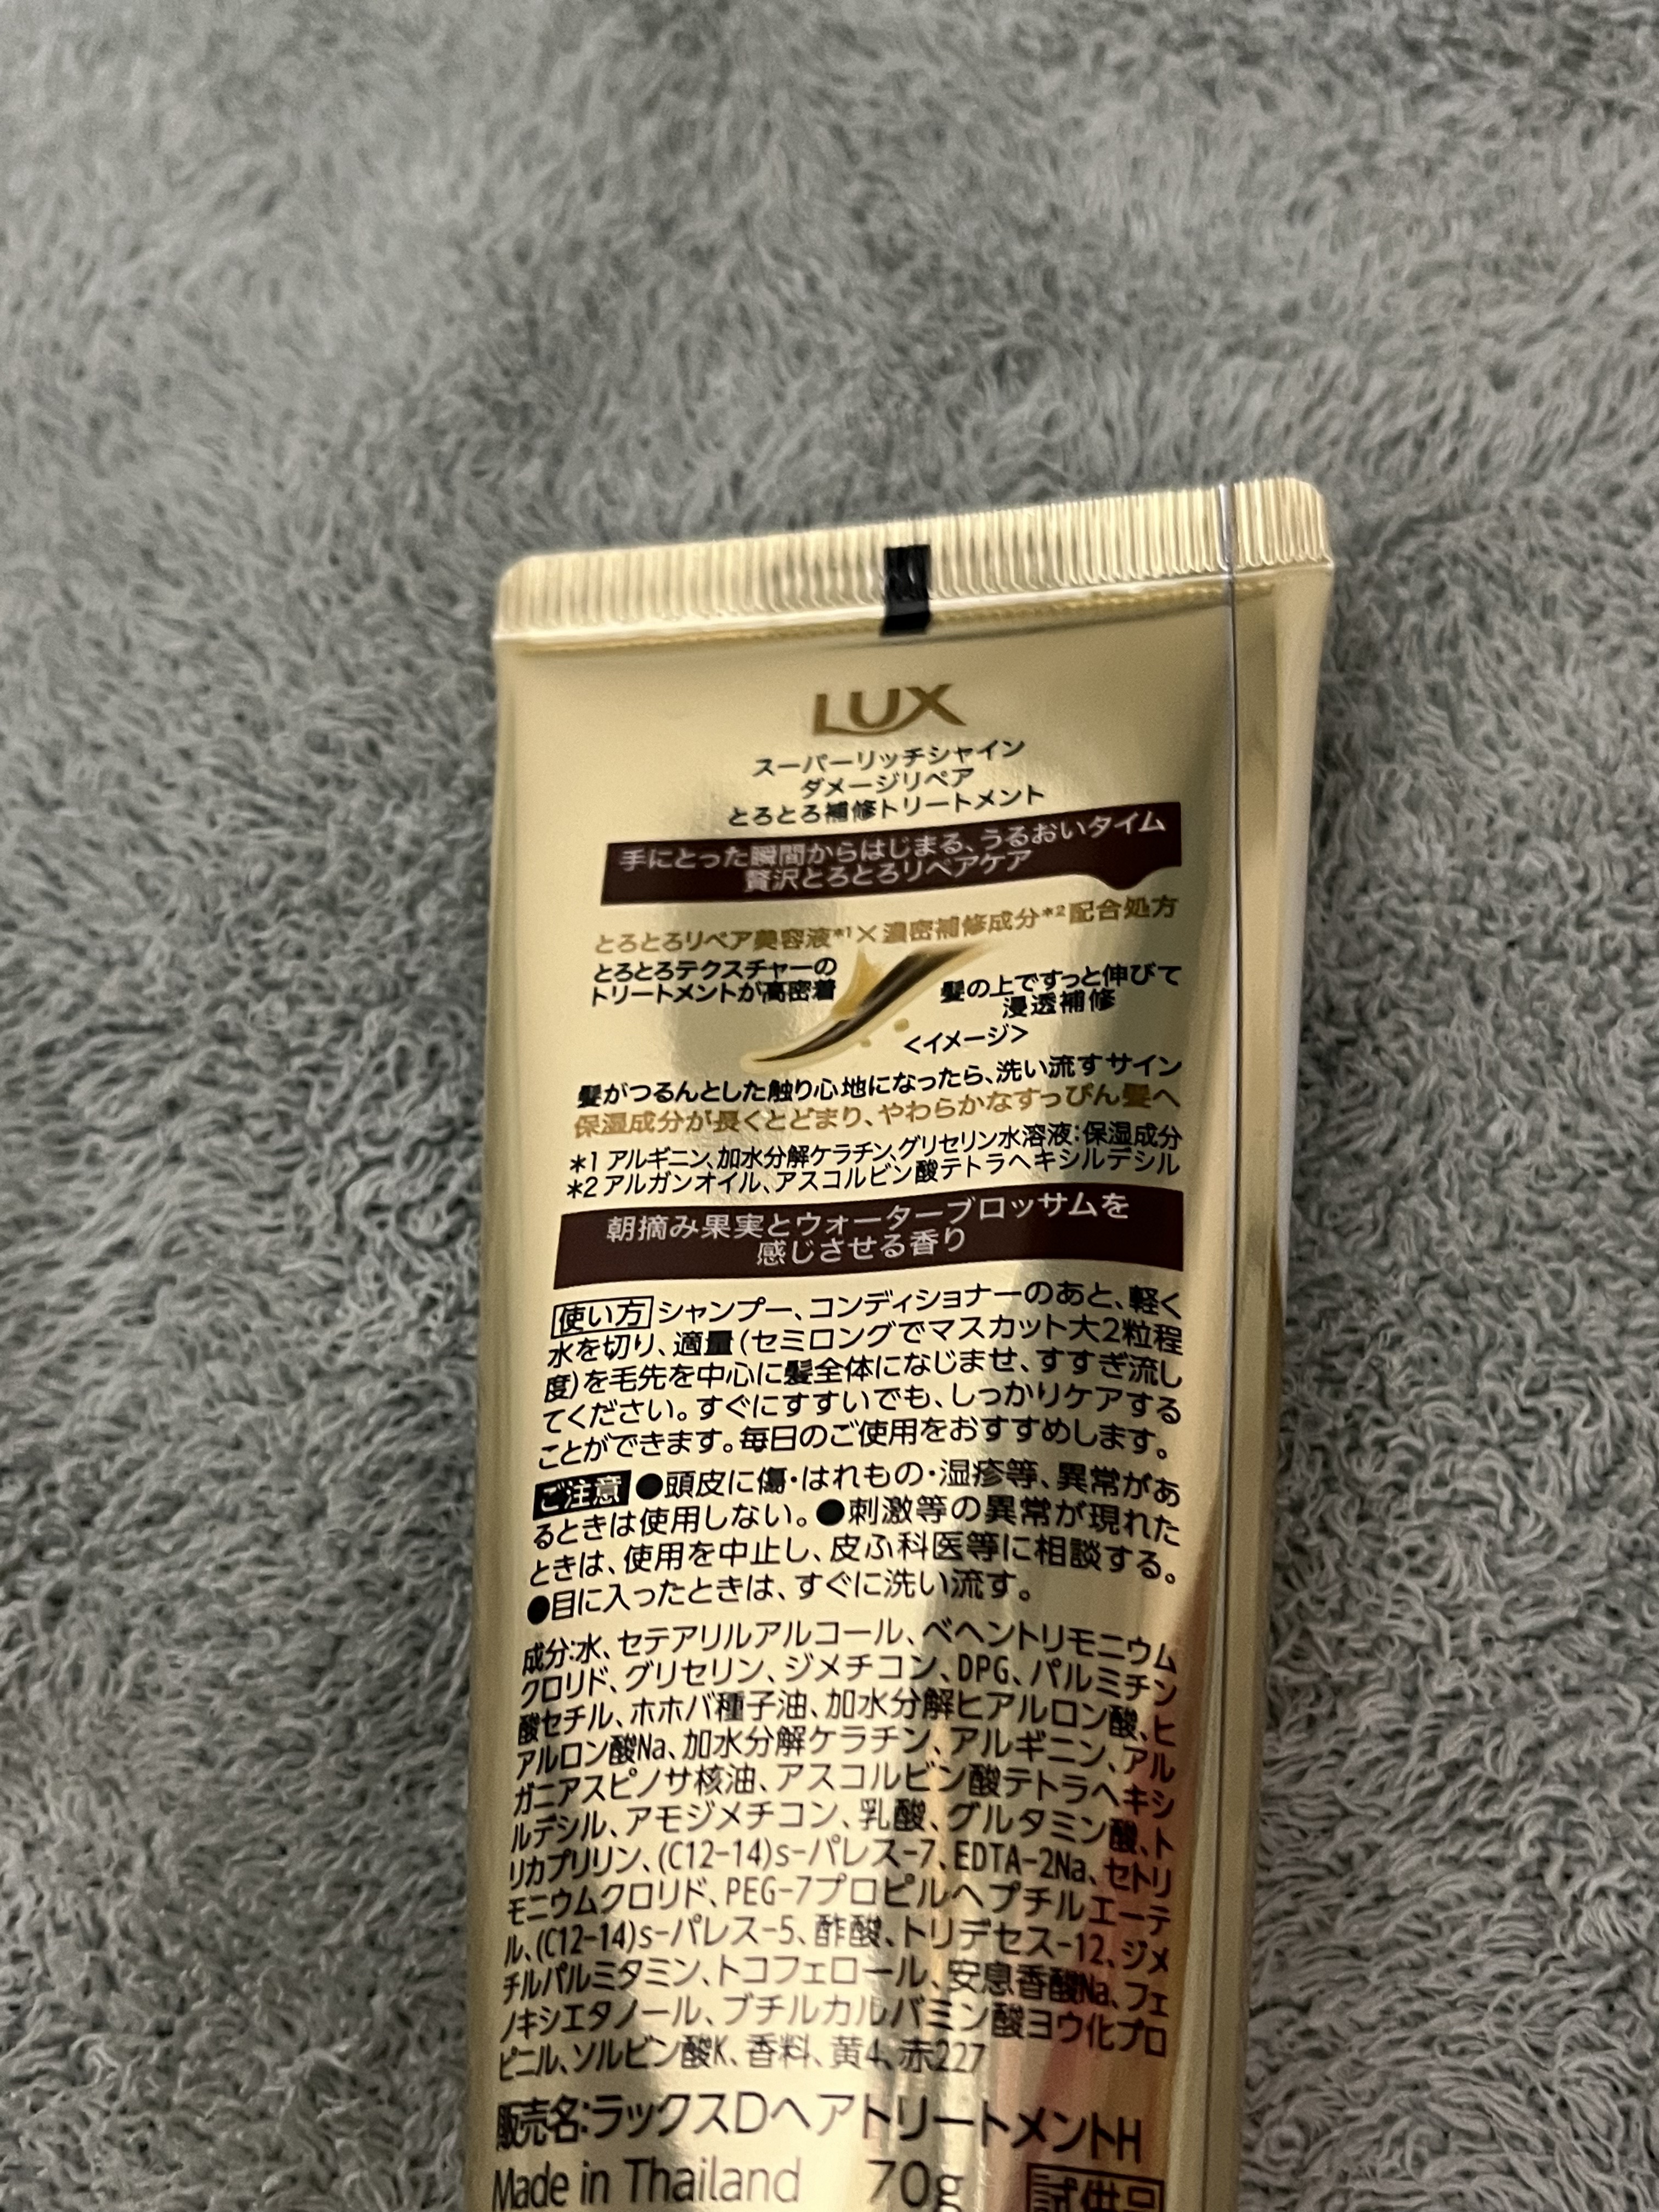 LUX
スーパーリッチシャイン
ダメージリペア
とろとろ補修トリートメント
手にとった瞬間からはじまる、うるおいタイム
贅沢とろとろリペアケア
とろとろリペア美容液*1×濃密補修成分*2配合処方
とろとろテクスチャーの
トリートメントが高密着
髪の上ですっと伸びて
浸透補修
<イメージ>
髪がつるんとした触り心地になったら、洗い流すサイン
保湿成分が長くとどまり、やわらかなすっぴん髪へ
*1 アルギニン、加水分解ケラチン、グリセリン水溶液:保湿成分
*2 アルガンオイル、アスコルビン酸テトラヘキシルデシル
朝摘み果実とウォーターブロッサムを
感じさせる香り
使い方 シャンプー、コンディショナーのあと、軽く
水を切り、適量(セミロングでマスカット大2粒程
度)を毛先を中心に髪全体になじませ、すすぎ流し
てください。すぐにすすいでも、しっかりケアする
ことができます。毎日のご使用をおすすめします。
ご注意 ●頭皮に傷・はれもの・湿疹等、異常があ
るときは使用しない。●刺激等の異常が現れた
ときは、使用を中止し、皮ふ科医等に相談する。
●目に入ったときは、すぐに洗い流す。
成分:水、セテアリルアルコール、ベヘントリモニウム
クロリド、グリセリン、ジメチコン、DPG、パルミチン
酸セチル、ホホバ種子油、加水分解ヒアルロン酸、ヒ
アルロン酸Na、加水分解ケラチン、アルギニン、アル
ガニアスピノサ核油、アスコルビン酸テトラヘキシ
ルデシル、アモジメチコン、乳酸、グルタミン酸、ト
リカプリリン、(C12-14)s-パレス-7、EDTA-2Na、セトリ
モニウムクロリド、PEG-7プロピルヘプチルエーテ
ル、(C12-14)s-パレス-5、酢酸、トリデセス-12、ジメ
チルパルミタミン、トコフェロール、安息香酸Na、フェ
ノキシエタノール、ブチルカルバミン酸ヨウ化プロ
ピニル、ソルビン酸K、香料、黄4、赤227
販売名:ラックスDヘアトリートメントH
Made in Thailand 70g 試供品